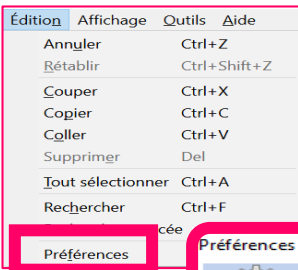 Édition Affichage Outils Aide
Annuler Ctrl+Z
Rétablir Ctrl+Shift+Z
Couper Ctrl+X
Copier Ctrl+C
Coller Ctrl+V
Supprimer Del
Tout sélectionner Ctrl+A
Rechercher Ctrl+F
Préférences
Préférences